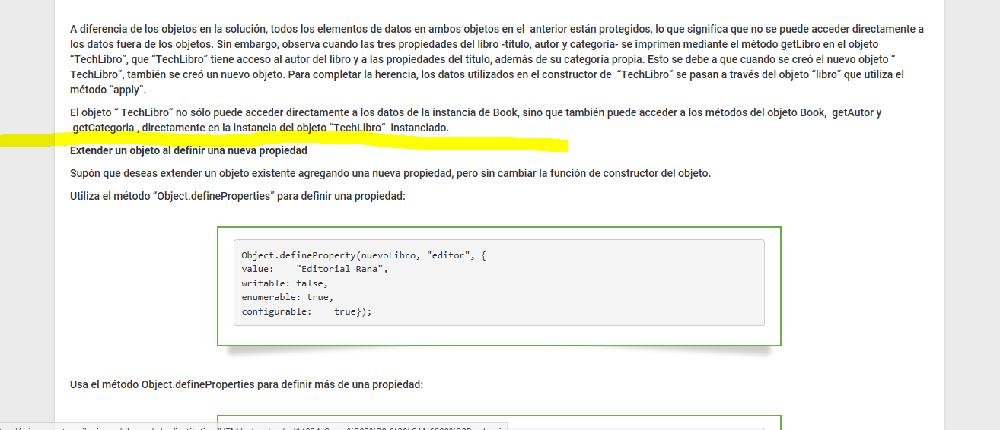 A diferencia de los objetos en la solución, todos los elementos de datos en ambos objetos en el  anterior están protegidos, lo que significa que no se puede acceder directamente a
los datos fuera de los objetos. Sin embargo, observa cuando las tres propiedades del libro -título, autor y categoría- se imprimen mediante el método getLibro en el objeto
“TechLibro”, que “TechLibro” tiene acceso al autor del libro y a las propiedades del título, además de su categoría propia. Esto se debe a que cuando se creó el nuevo objeto “
TechLibro”, también se creó un nuevo objeto. Para completar la herencia, los datos utilizados en el constructor de  “TechLibro” se pasan a través del objeto “libro” que utiliza el
método “apply”.
El objeto “ TechLibro“ no sólo puede acceder directamente a los datos de la instancia de Book, sino que también puede acceder a los métodos del objeto Book,  getAutor y
getCategoria , directamente en la instancia del objeto “TechLibro“  instanciado.
Extender un objeto al definir una nueva propiedad
Supón que deseas extender un objeto existente agregando una nueva propiedad, pero sin cambiar la función de constructor del objeto.
Utiliza el método “Object.defineProperties” para definir una propiedad:
Object.defineProperty(nuevoLibro, "editor", {
value:    "Editorial Rana",
writable: false,
enumerable: true,
configurable:    true});
Usa el método Object.defineProperties para definir más de una propiedad: